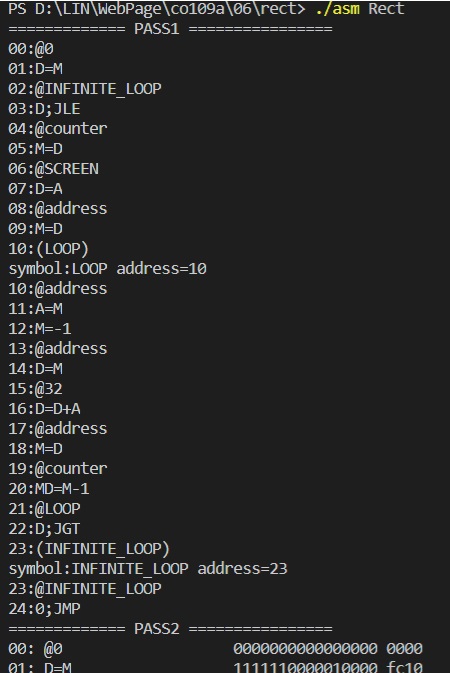 PS D:\LIN\WebPage\co109a\06\rect> ./asm Rect
============= PASS1 ================
00:@0
01:D=M
02:@INFINITE_LOOP
03:D;JLE
04:@counter
05:M=D
06:@SCREEN
07:D=A
08:@address
09:M=D
10:(LOOP)
symbol:LOOP address=10
10:@address
11:A=M
12:M=-1
13:@address
14:D=M
15:@32
16:D=D+A
17:@address
18:M=D
19:@counter
20:MD=M-1
21:@LOOP
22:D;JGT
23:(INFINITE_LOOP)
symbol:INFINITE_LOOP address=23
23:@INFINITE_LOOP
24:0;JMP
============= PASS2 ================
00: @0 0000000000000000 0000
01: D=M 1111110000010000 fc10